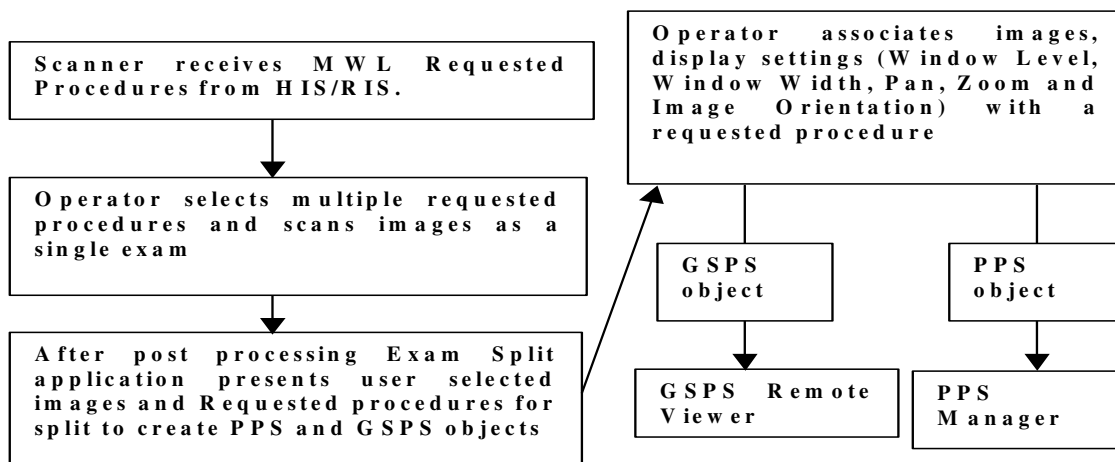 Scanner receives MWL Requested
Procedures from HIS/RIS.
Operator selects multiple requested
procedures and scans images as a
single exam
After post processing Exam Split
application presents user selected
images and Requested procedures for
split to create PPS and GSPS objects
Operator associates images,
display settings (Window Level,
Window Width, Pan, Zoom and
Image Orientation) with a
requested procedure
GSPS
object
PPS
object
GSPS Remote
Viewer
PPS
Manager